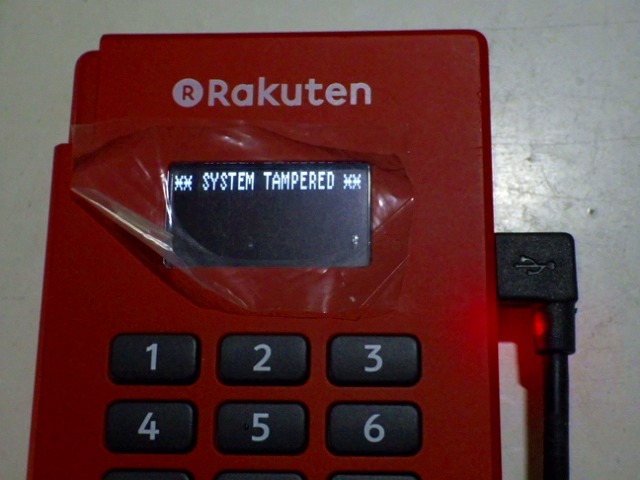 R Rakuten
** SYSTEM TAMPERED **
1 2 3
4 5 6